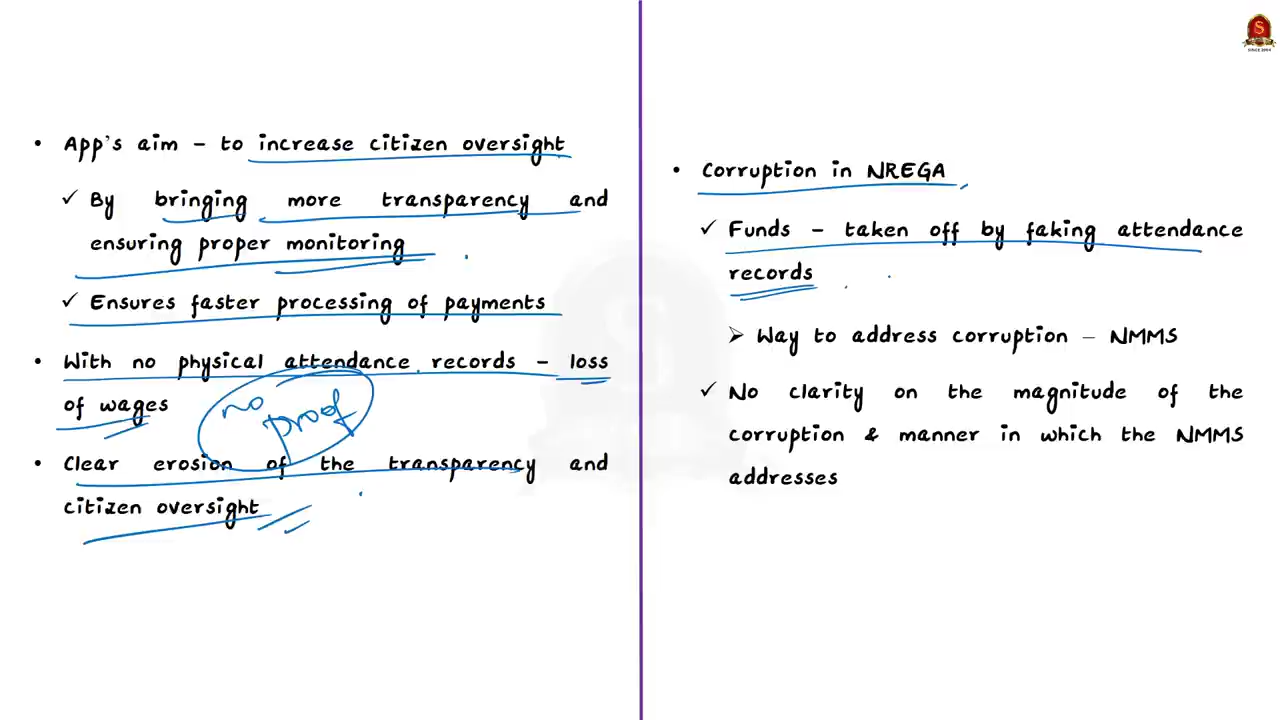 • App's aim – to increase citizen oversight
✓ By bringing more transparency and
ensuring proper monitoring
✓ Ensures faster processing of payments
• With no physical attendance records – loss
of wages
no
proof
• Clear erosion of the transparency and
citizen oversight
S
SINCE 2004
• Corruption in NREGA
✓ Funds – taken off by faking attendance
records
➢ Way to address corruption – NMMS
✓ No clarity on the magnitude of the
corruption & manner in which the NMMS
addresses